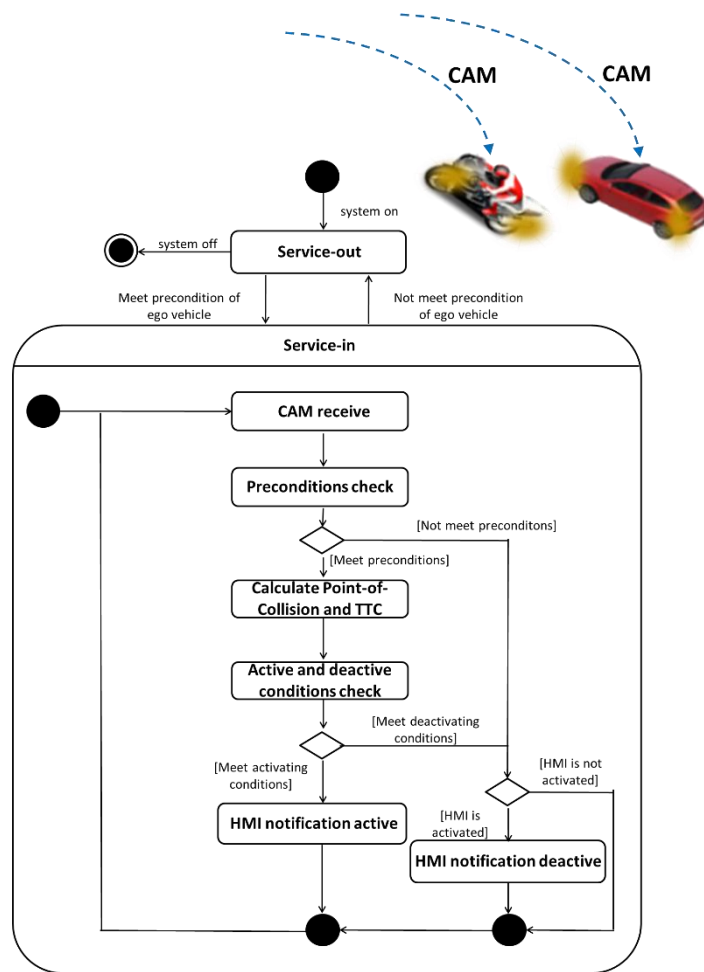 CAM
CAM
system on
system off
Service-out
Meet precondition of
ego vehicle
Not meet precondition
of ego vehicle
Service-in
CAM receive
Preconditions check
[Not meet preconditons]
[Meet preconditions]
Calculate Point-of-
Collision and TTC
Active and deactive
conditions check
[Meet deactivating
conditions]
[Meet activating
conditions]
[HMI is not
activated]
HMI notification active
[HMI is
activated]
HMI notification deactive